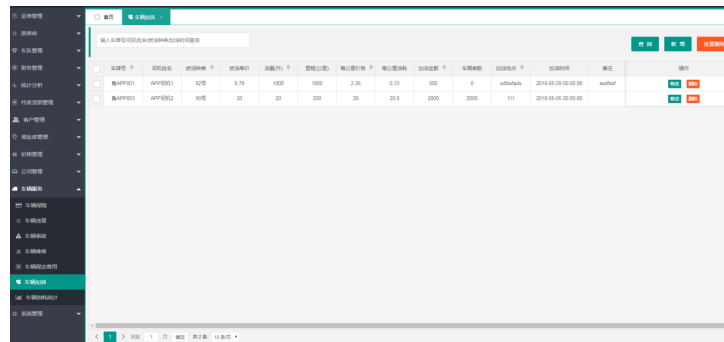 运单管理
派单库
车队管理
财务管理
统计分析
代收货款管理
客户管理
地址库管理
价格管理
公司管理
车辆服务
车辆保险
车辆违章
车辆事故
车辆维修
车辆规定费用
车辆加油
车辆油耗统计
系统管理
首页
车辆加油 ×
输入车牌号/司机姓名/燃油种类/加油时间查询
查 询
新 增
批量删除
车牌号 司机姓名 燃油种类 燃油单价 油量(升) 里程(公里) 每公里价格 每公里油耗 加油金额 车辆表数 加油地点 加油时间 备注 操作
鲁APP001 APP司机1 92号 6.78 1000 1000 2.26 0.33 500 0 sdfasfads 2018-05-09 00:00:00 asdfasf 修改 删除
鲁APP003 APP司机2 90号 20 20 200 20 20.0 2000 2000 111 2018-05-05 00:00:00 修改 删除
1 到第 1 页 确定 共 2 条 10 条/页